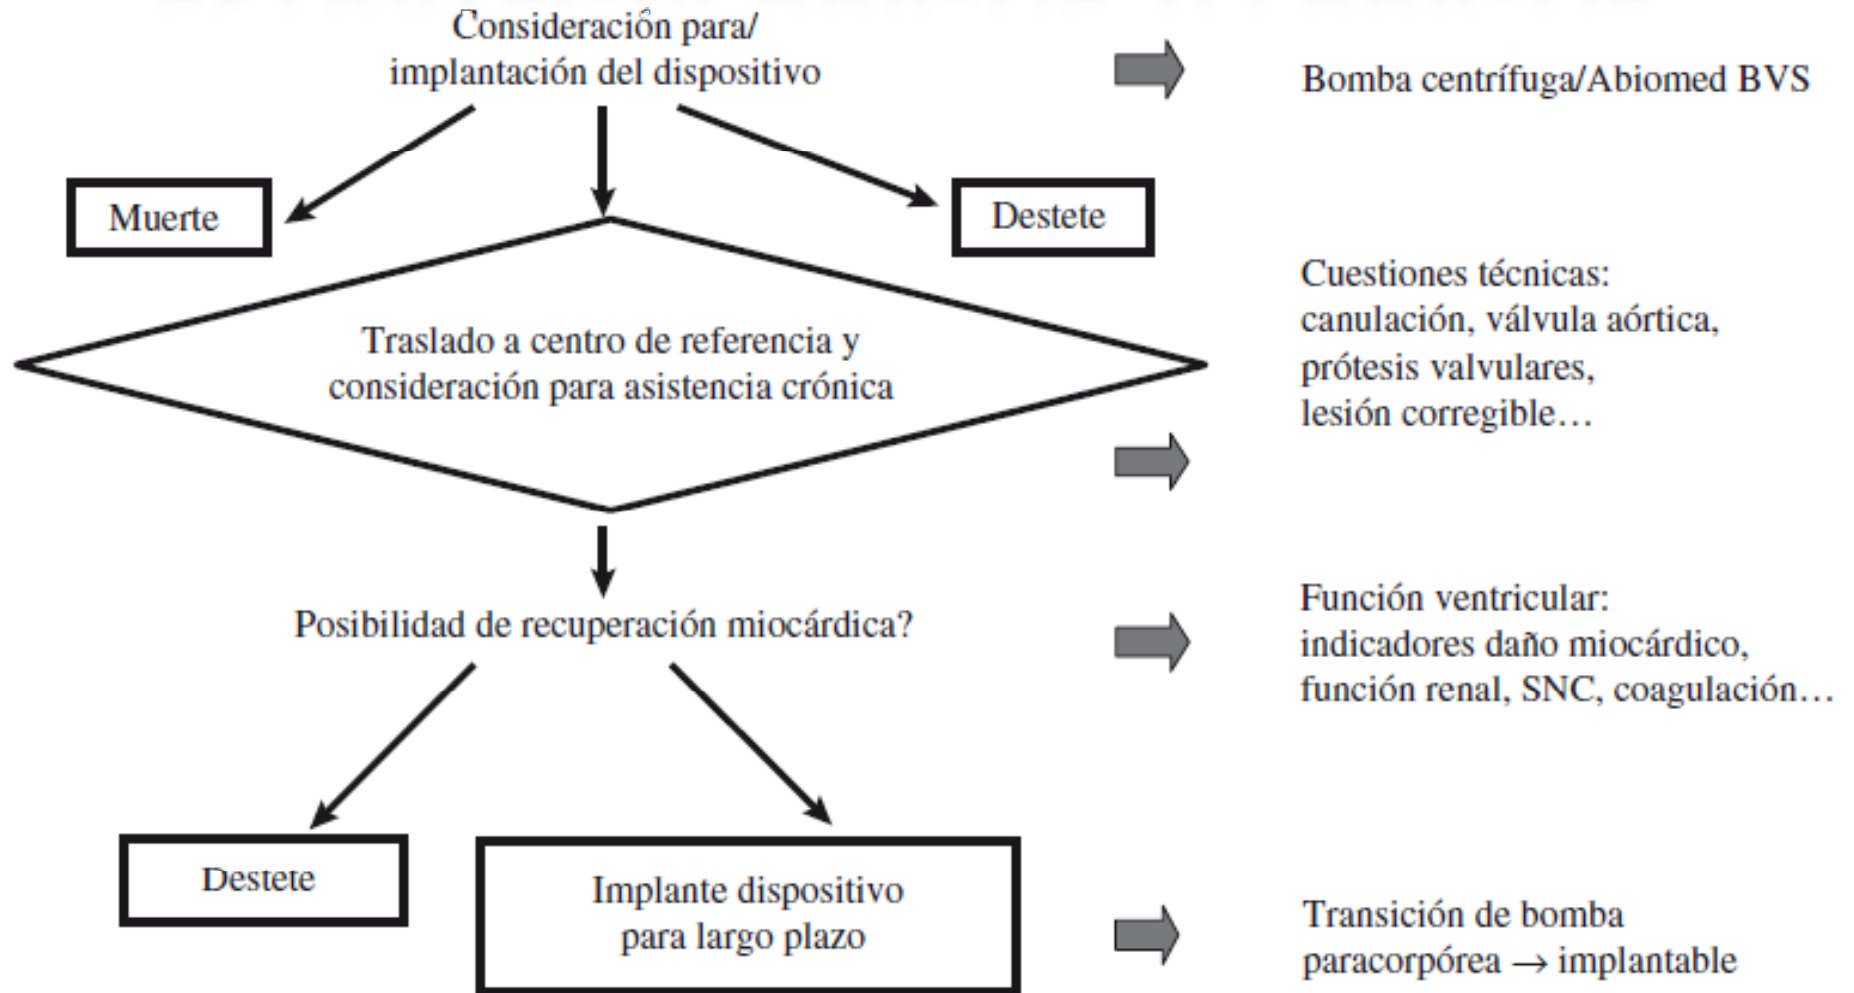 Consideración para/
implantación del dispositivo
Bomba centrífuga/Abiomed BVS
Muerte
Destete
Traslado a centro de referencia y
consideración para asistencia crónica
Cuestiones técnicas:
canulación, válvula aórtica,
prótesis valvulares,
lesión corregible…
Posibilidad de recuperación miocárdica?
Función ventricular:
indicadores daño miocárdico,
función renal, SNC, coagulación…
Destete
Implante dispositivo
para largo plazo
Transición de bomba
paracorpórea → implantable